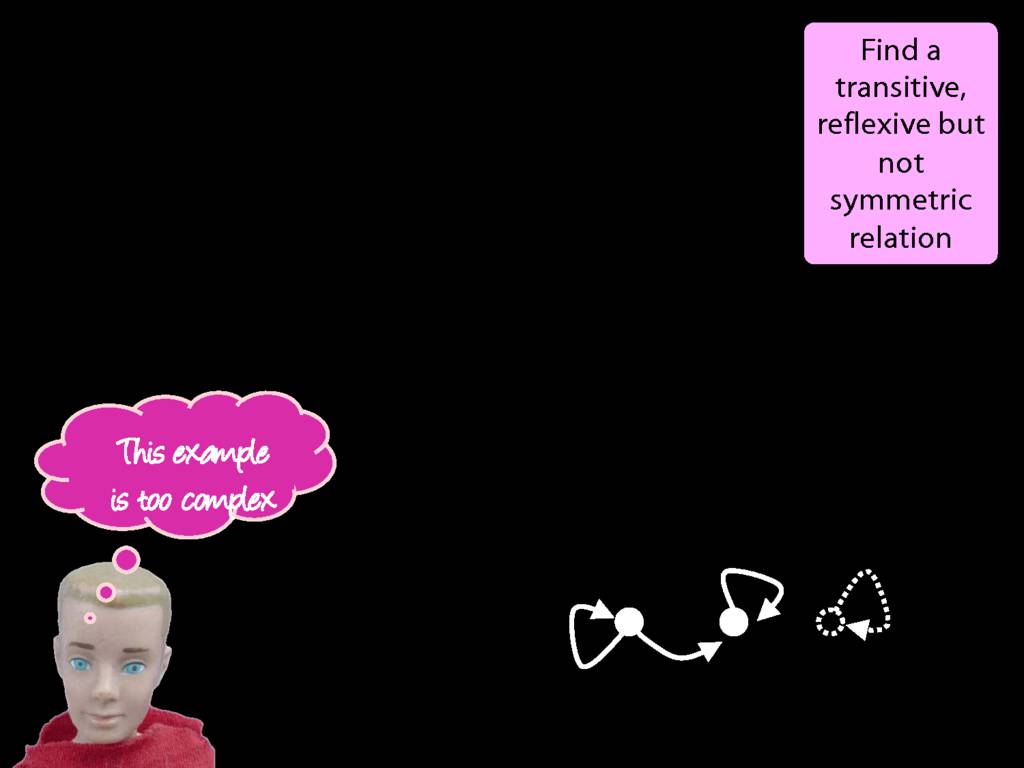 Find a
transitive,
reflexive but
not
symmetric
relation
This example
is too complex